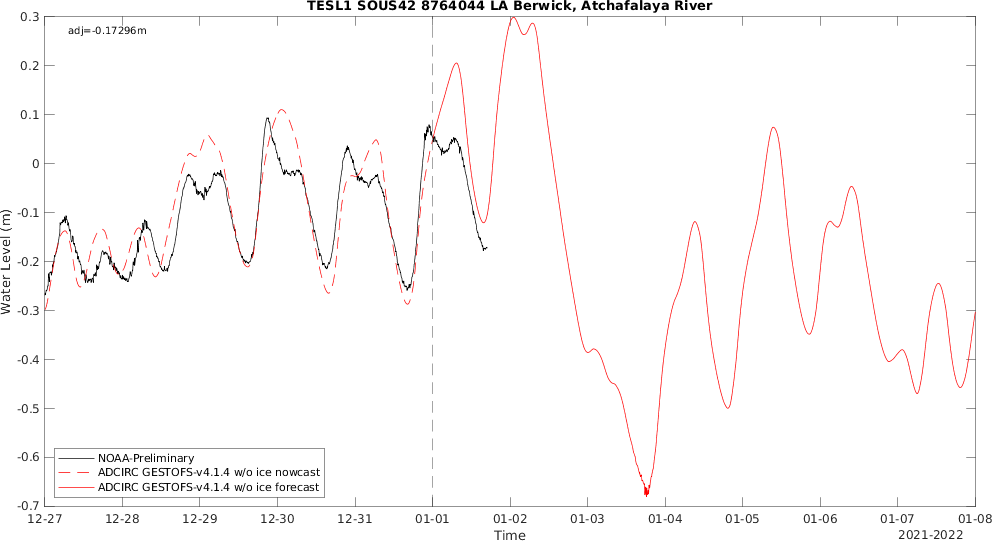 TESL1 SOUS42 8764044 LA Berwick, Atchafalaya River
adj=-0.17296m
0.3
0.2
0.1
0
-0.1
-0.2
-0.3
-0.4
-0.5
-0.6
-0.7
Water Level (m)
NOAA-Preliminary
ADCIRC GESTOFS-v4.1.4 w/o ice nowcast
ADCIRC GESTOFS-v4.1.4 w/o ice forecast
12-27 12-28 12-29 12-30 12-31 01-01 01-02 01-03 01-04 01-05 01-06 01-07 01-08
Time
2021-2022